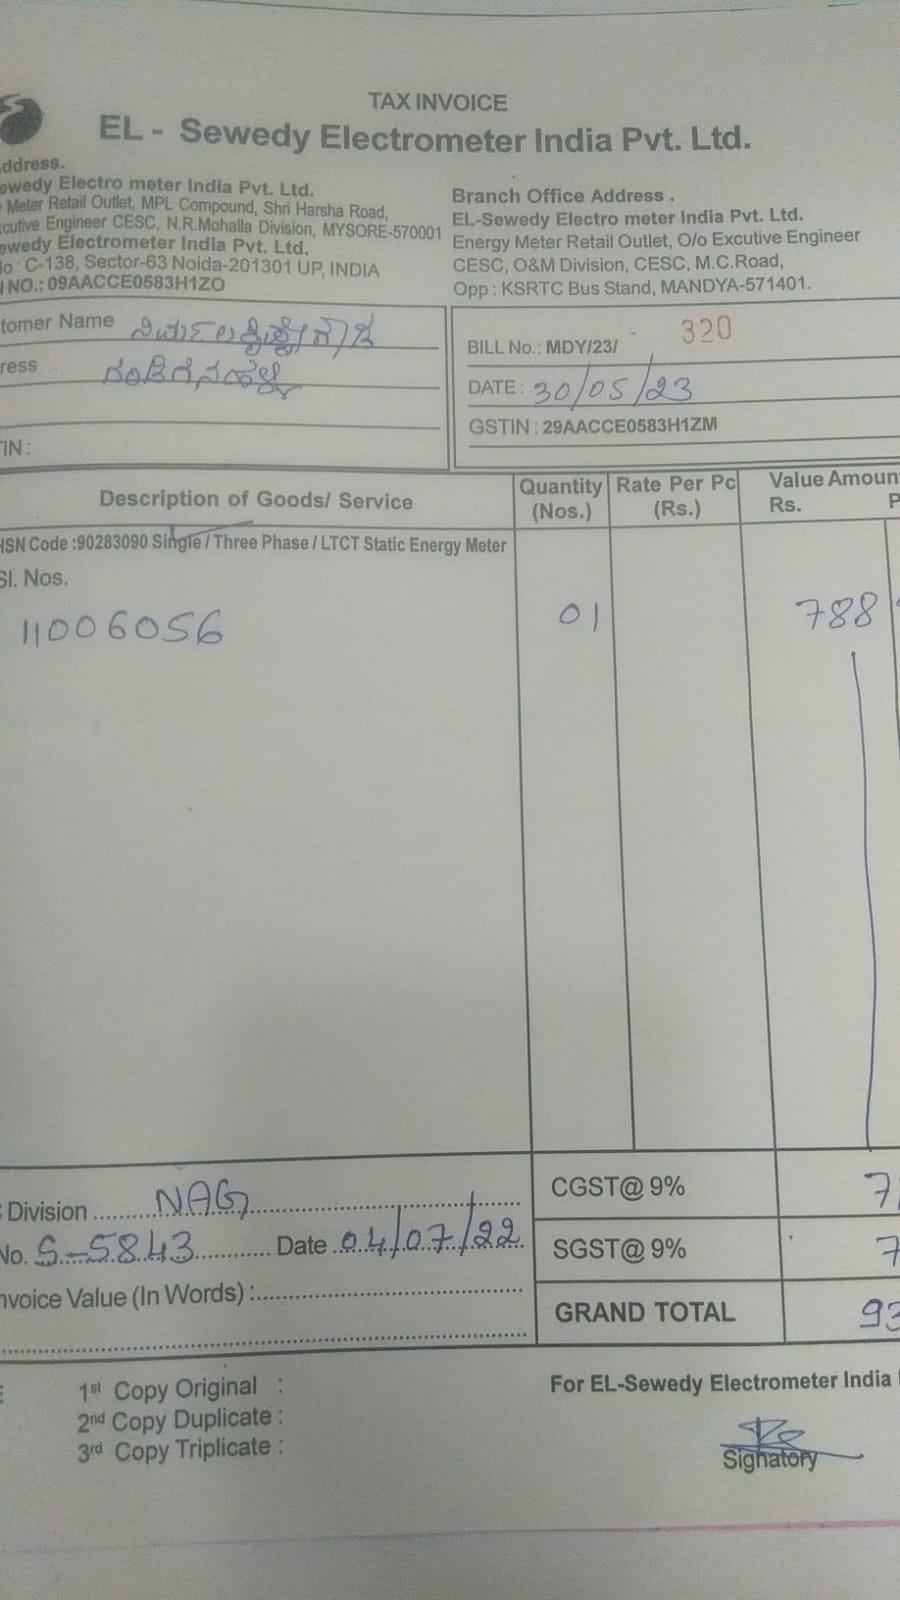 TAX INVOICE
EL - Sewedy Electrometer India Pvt. Ltd.
ddress.
ewedy Electro meter India Pvt. Ltd.
Meter Retail Outlet, MPL Compound, Shri Harsha Road,
cutive Engineer CESC, N.R.Mohalla Division, MYSORE-570001
ewedy Electrometer India Pvt. Ltd.
No : C-138, Sector-63 Noida-201301 UP, INDIA
NO.: 09AACCE0583H1ZO
Branch Office Address .
EL-Sewedy Electro meter India Pvt. Ltd.
Energy Meter Retail Outlet, O/o Excutive Engineer
CESC, O&M Division, CESC, M.C.Road,
Opp : KSRTC Bus Stand, MANDYA-571401.
tomer Name
ress
TIN :
BILL No.: MDY/23/ 320
DATE : 30/05/23
GSTIN : 29AACCE0583H1ZM
Description of Goods/ Service Quantity (Nos.) Rate Per Pc (Rs.) Value Amoun Rs. P
HSN Code :90283090 Single / Three Phase / LTCT Static Energy Meter
Sl. Nos.
11006056 01 788
Division NAG
No. S-5843 Date 04/07/22
nvoice Value (In Words) :
CGST@ 9% 7
SGST@ 9% 7
GRAND TOTAL 93
1st Copy Original :
2nd Copy Duplicate :
3rd Copy Triplicate :
For EL-Sewedy Electrometer India
Signatory